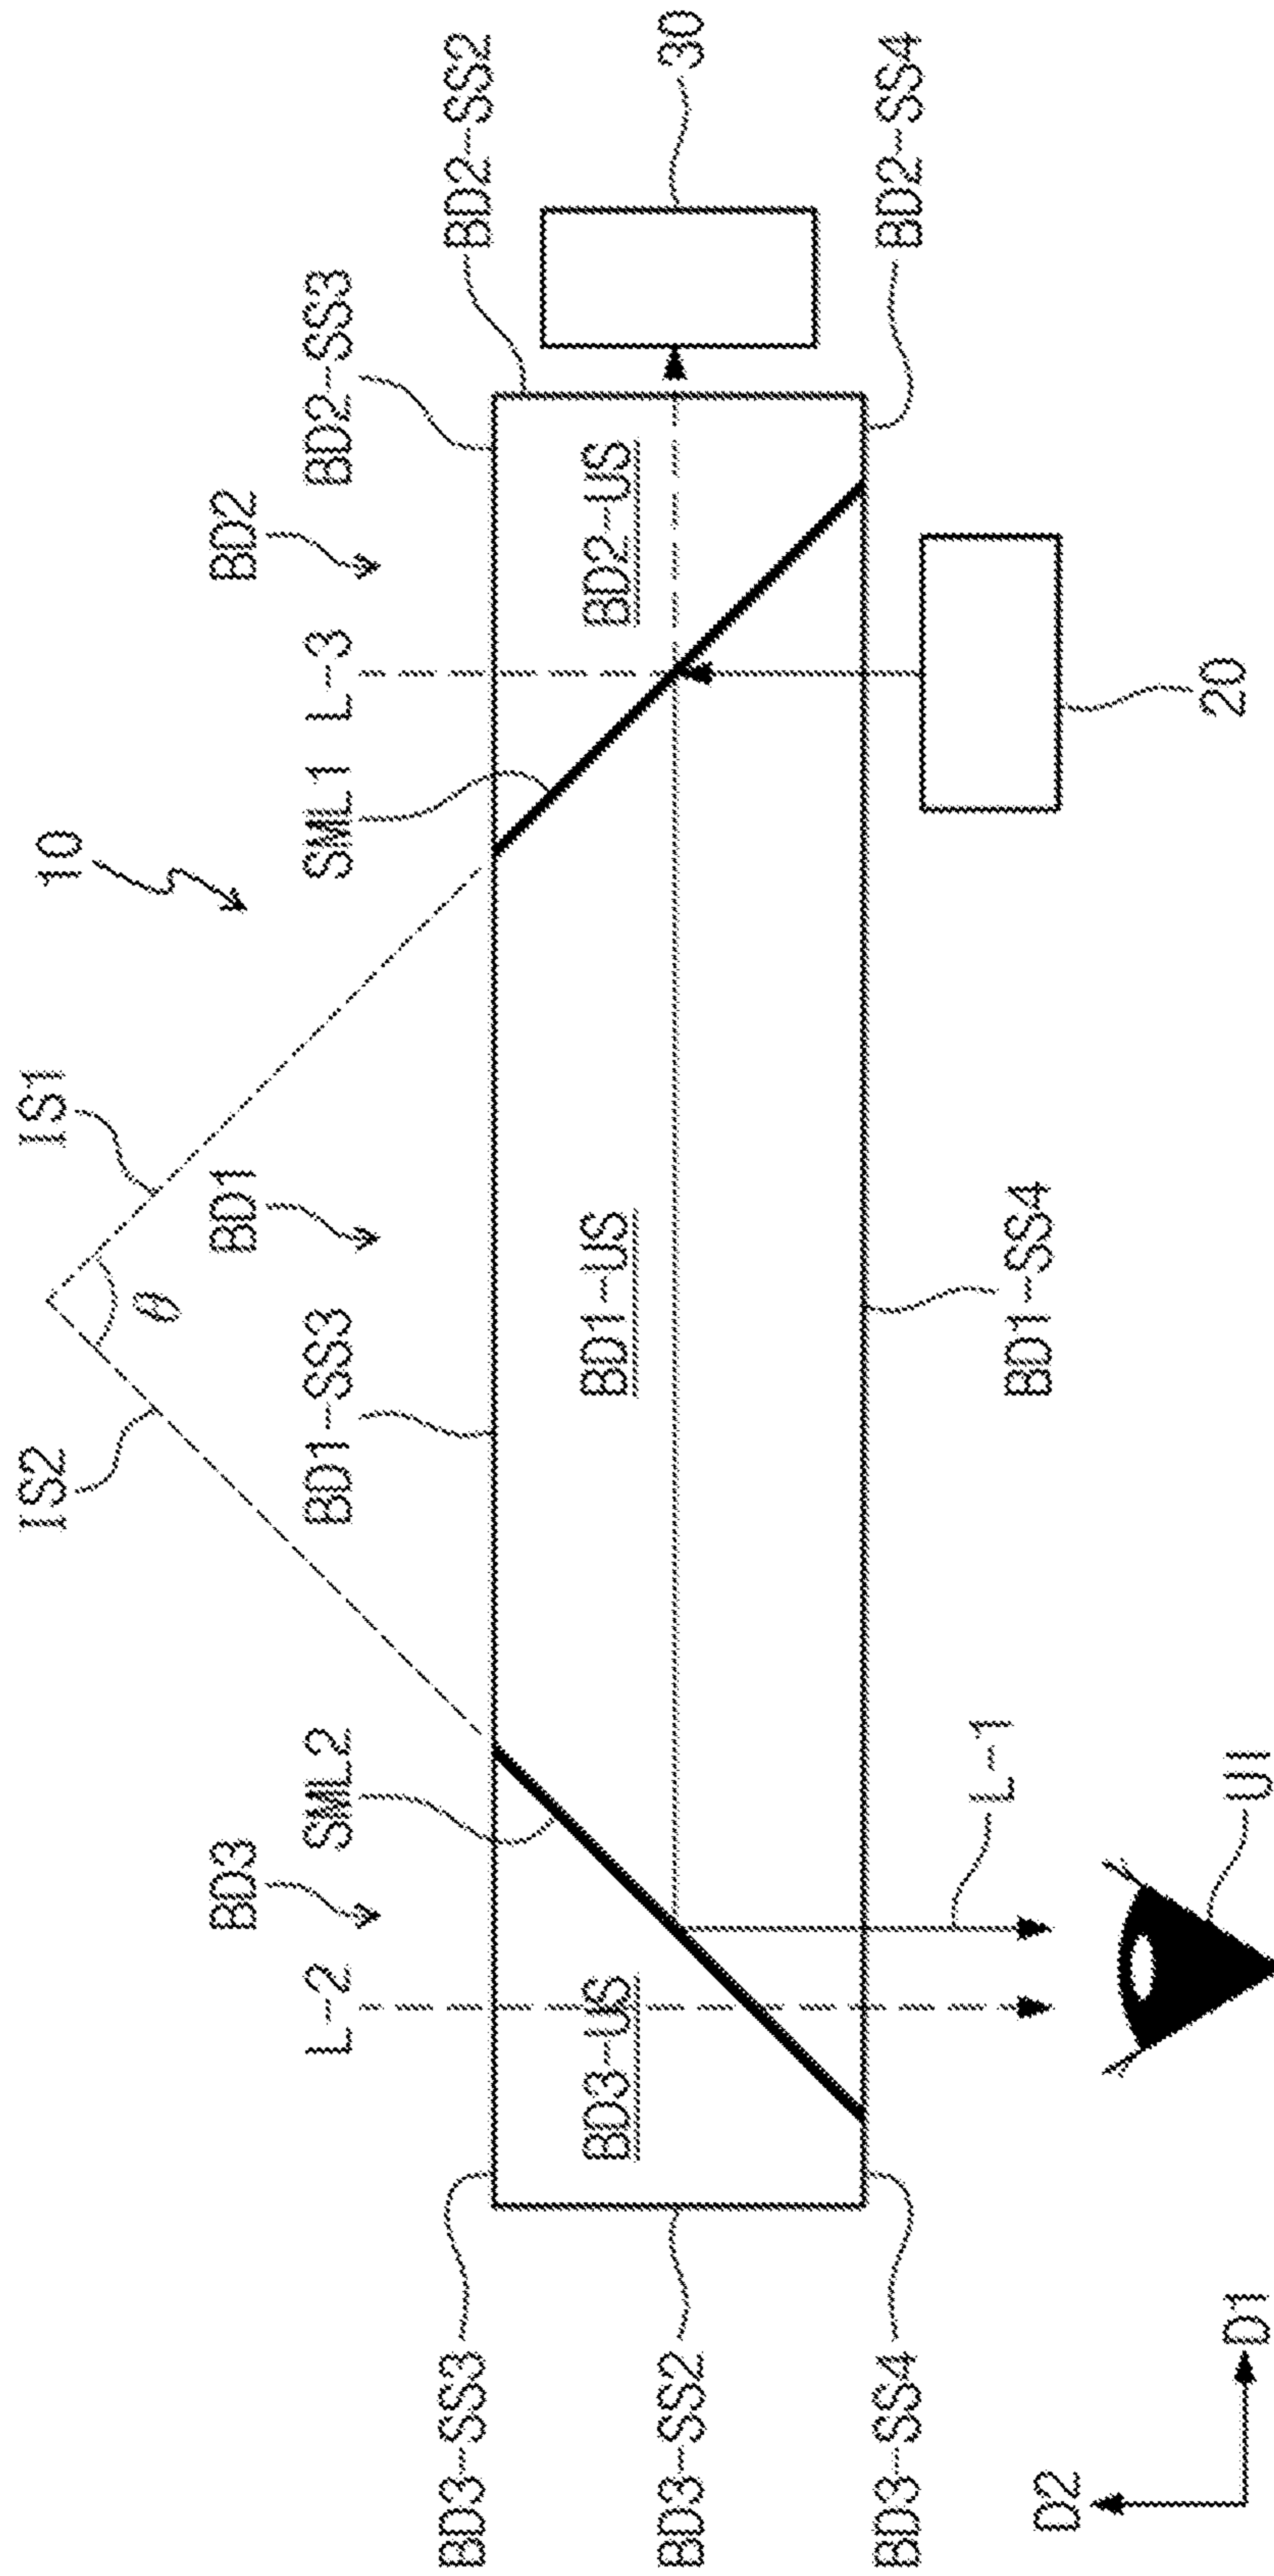 10
IS2
IS1
θ
BD3
BD1
BD2
L-2
SML2
BD1-SS3
SML1
L-3
BD2-SS3
BD3-SS3
BD2-SS2
BD3-US
BD1-US
BD2-US
BD3-SS2
30
BD3-SS4
BD2-SS4
L-1
BD1-SS4
D2
20
D1
U1